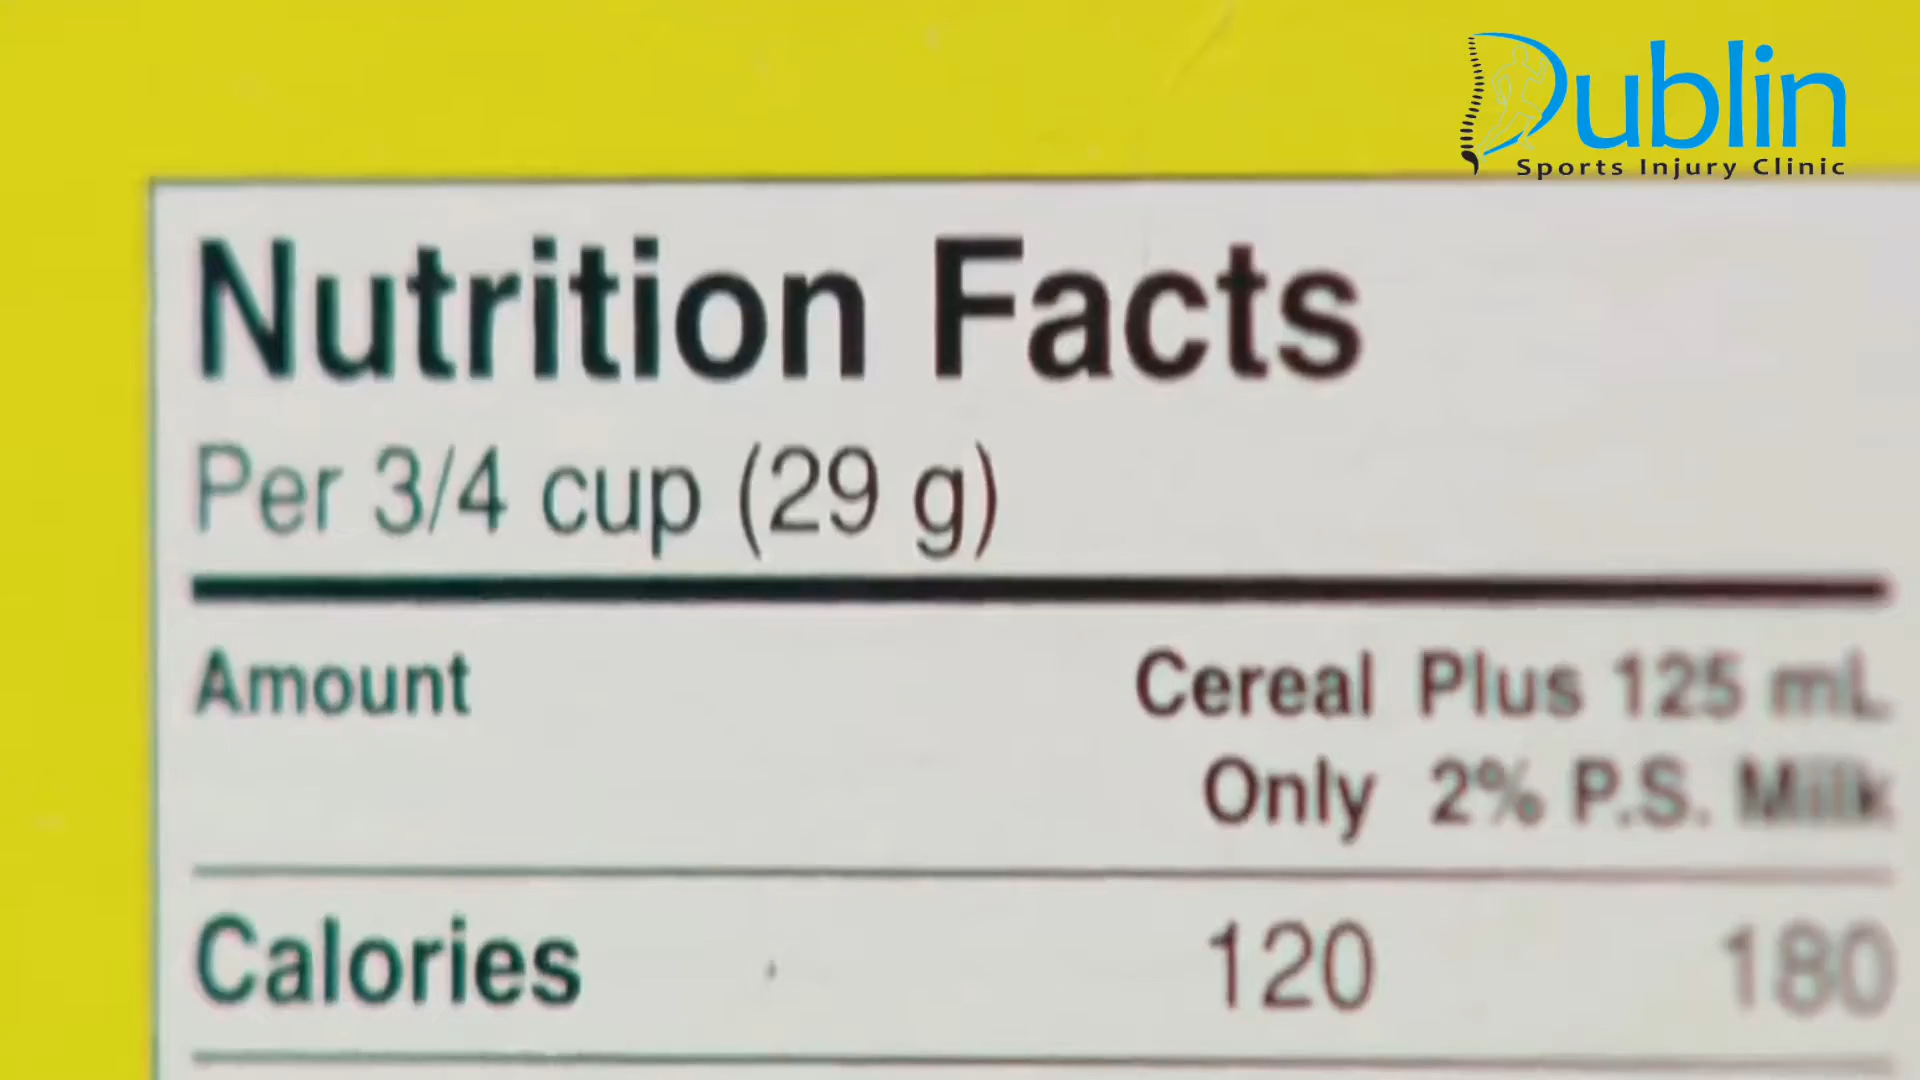 Dublin
Sports Injury Clinic
Nutrition Facts
Per 3/4 cup (29 g)
Amount
Cereal Plus 125 mL
Only 2% P.S. Milk
Calories 120 180